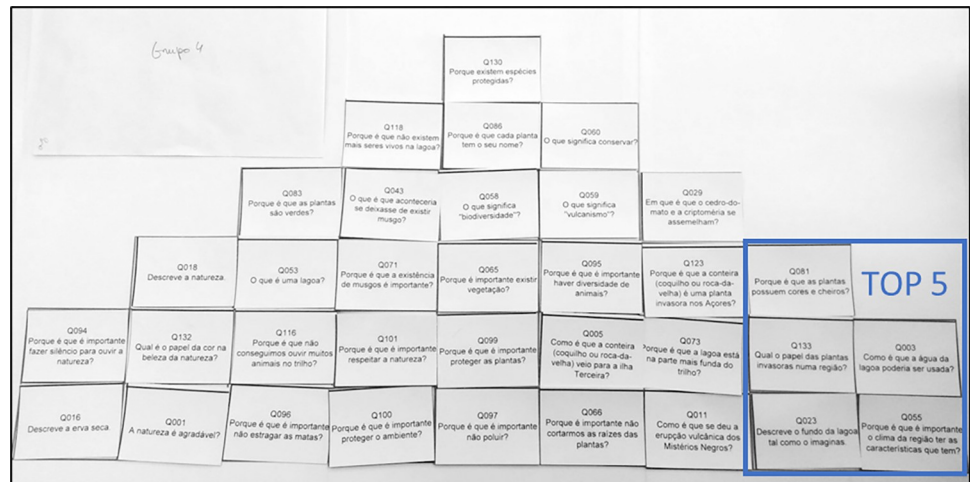 Grupo 4
Q130
Porque existem espécies
protegidas?
Q118
Porque é que não existem
mais seres vivos na lagoa?
Q086
Porque é que cada planta
tem o seu nome?
Q060
O que significa conservar?
Q083
Porque é que as plantas
são verdes?
Q043
O que é que aconteceria
se deixasse de existir
musgo?
Q058
O que significa
"biodiversidade"?
Q059
O que significa
"vulcanismo"?
Q029
Em que é que o cedro-do-
mato e a criptoméria se
assemelham?
Q018
Descreve a natureza.
Q053
O que é uma lagoa?
Q071
Porque é que a existência
de musgos é importante?
Q065
Porque é importante existir
vegetação?
Q095
Porque é que é importante
haver diversidade de
animais?
Q123
Porque é que a conteira
(coquilho ou roca-da-
velha) é uma planta
invasora nos Açores?
Q081
Porque é que as plantas
possuem cores e cheiros?
TOP 5
Q094
Porque é que é importante
fazer silêncio para ouvir a
natureza?
Q132
Qual é o papel da cor na
beleza da natureza?
Q116
Porque é que não
conseguimos ouvir muitos
animais no trilho?
Q101
Porque é que é importante
respeitar a natureza?
Q099
Porque é que é importante
proteger as plantas?
Q005
Como é que a conteira
(coquilho ou roca-da-
velha) veio para a ilha
Terceira?
Q073
Porque é que a lagoa está
na parte mais funda do
trilho?
Q133
Qual o papel das plantas
invasoras numa região?
Q003
Como é que a água da
lagoa poderia ser usada?
Q016
Descreve a erva seca.
Q001
A natureza é agradável?
Q096
Porque é que é importante
não estragar as matas?
Q100
Porque é que é importante
proteger o ambiente?
Q097
Porque é que é importante
não poluir?
Q066
Porque é importante não
cortarmos as raízes das
plantas?
Q011
Como é que se deu a
erupção vulcânica dos
Mistérios Negros?
Q023
Descreve o fundo da lagoa
tal como o imaginas.
Q055
Porque é que é importante
o clima da região ter as
características que tem?